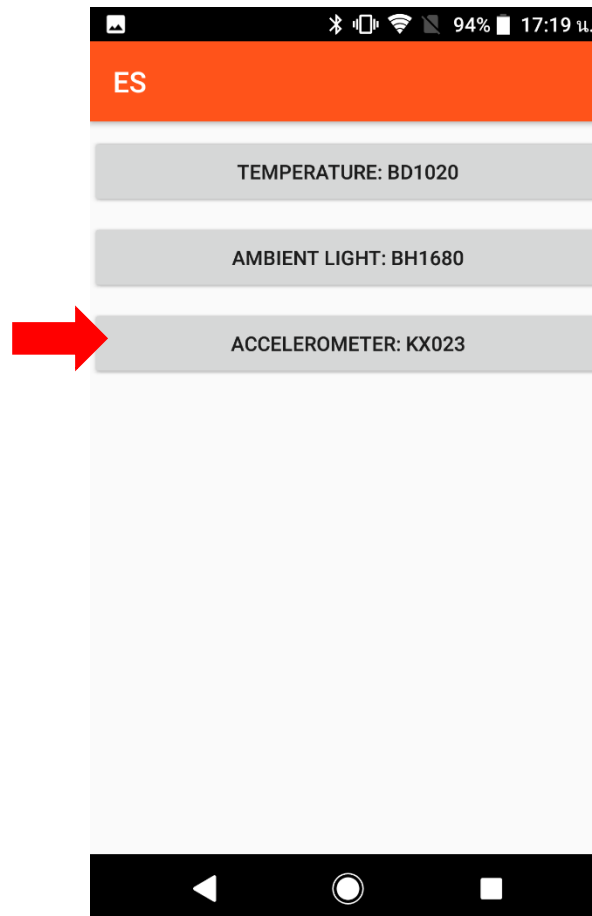 94% 17:19 น.
ES
TEMPERATURE: BD1020
AMBIENT LIGHT: BH1680
ACCELEROMETER: KX023